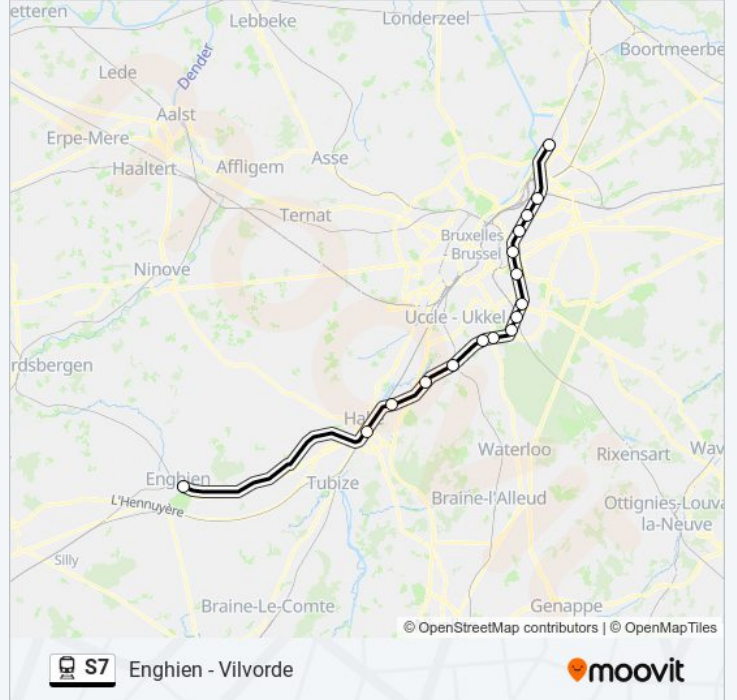 etteren
Lebbeke
Londerzeel
Boortmeerbe
Dender
Lede
Aalst
Erpe-Mere
Asse
Haaltert
Affligem
Ternat
Bruxelles
- Brussel
Ninove
Uccle - Ukkel
rdsbergen
Enghien
L'Hennuyère
Tubize
Waterloo
Rixensart
Wav
Braine-l'Alleud
Ottignies-Louva
la-Neuve
Silly
Braine-Le-Comte
Genappe
© OpenStreetMap contributors | © OpenMapTiles
S7 Enghien - Vilvorde
moovit